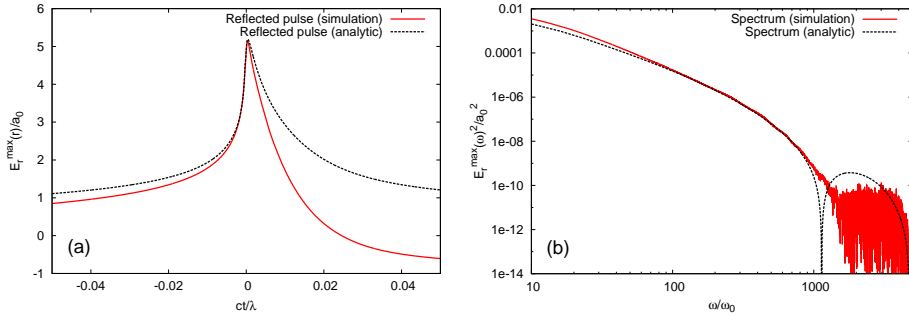 Reflected pulse (simulation)
Reflected pulse (analytic)
E_r^max(r)/a_0
6
5
4
3
2
1
0
-1
(a)
-0.04
-0.02
0
0.02
0.04
ct/λ
Spectrum (simulation)
Spectrum (analytic)
E_r^max(ω)^2/a_0^2
0.0001
1e-06
1e-08
1e-10
1e-12
1e-14
(b)
10
100
1000
ω/ω_0